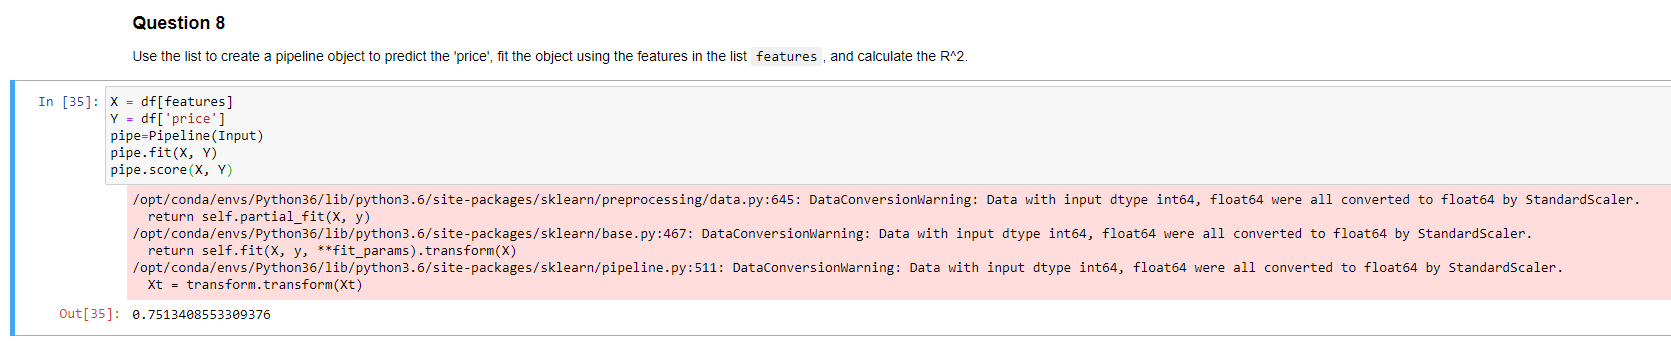 Question 8
Use the list to create a pipeline object to predict the 'price', fit the object using the features in the list features , and calculate the R^2.
In [35]: X = df[features]
Y = df['price']
pipe=Pipeline(Input)
pipe.fit(X, Y)
pipe.score(X, Y)
/opt/conda/envs/Python36/lib/python3.6/site-packages/sklearn/preprocessing/data.py:645: DataConversionWarning: Data with input dtype int64, float64 were all converted to float64 by StandardScaler.
return self.partial_fit(X, y)
/opt/conda/envs/Python36/lib/python3.6/site-packages/sklearn/base.py:467: DataConversionWarning: Data with input dtype int64, float64 were all converted to float64 by StandardScaler.
return self.fit(X, y, **fit_params).transform(X)
/opt/conda/envs/Python36/lib/python3.6/site-packages/sklearn/pipeline.py:511: DataConversionWarning: Data with input dtype int64, float64 were all converted to float64 by StandardScaler.
Xt = transform.transform(Xt)
Out[35]: 0.7513408553309376